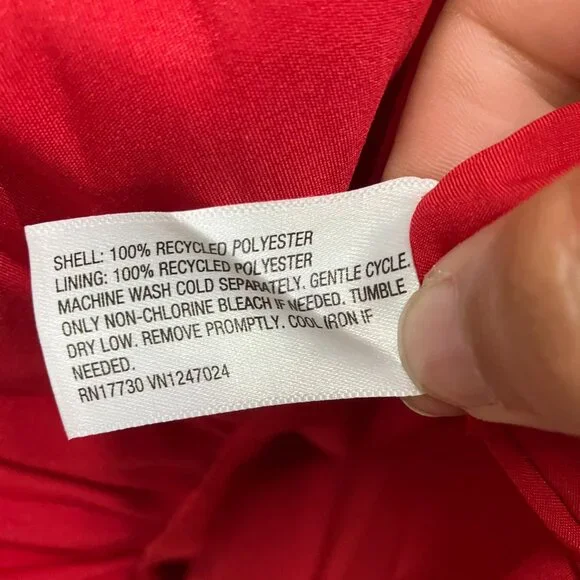 SHELL: 100% RECYCLED POLYESTER
LINING: 100% RECYCLED POLYESTER
MACHINE WASH COLD SEPARATELY. GENTLE CYCLE.
ONLY NON-CHLORINE BLEACH IF NEEDED. TUMBLE
DRY LOW. REMOVE PROMPTLY. COOL IRON IF
NEEDED.
RN17730 VN1247024